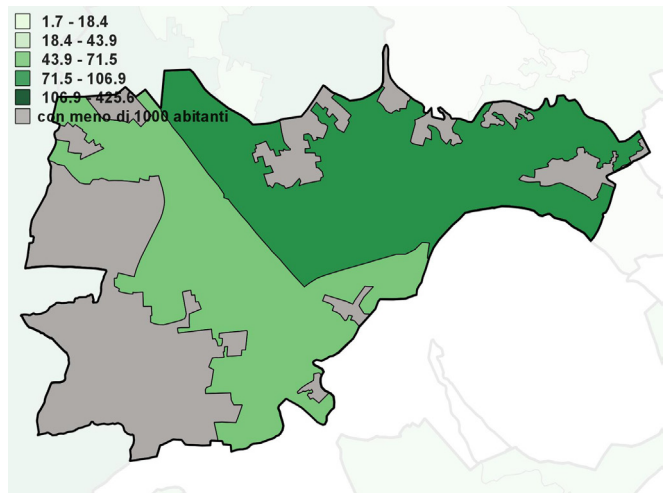 1.7 - 18.4
18.4 - 43.9
43.9 - 71.5
71.5 - 106.9
106.9 - 425.6
con meno di 1000 abitanti